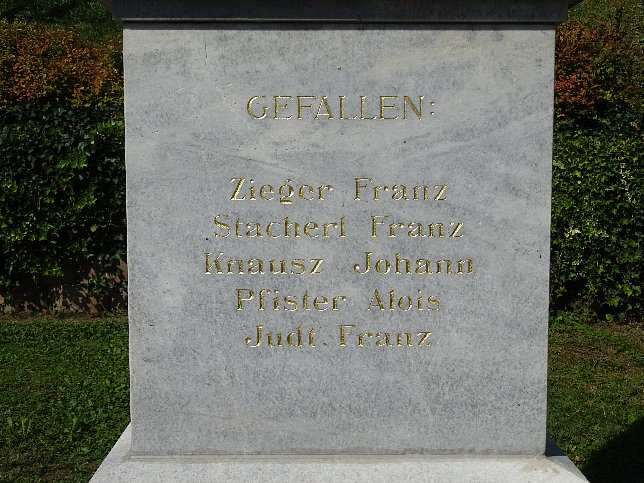 GEFALLEN:
Zieger Franz
Stacherl Franz
Knausz Johann
Pfister Alois
Judt Franz